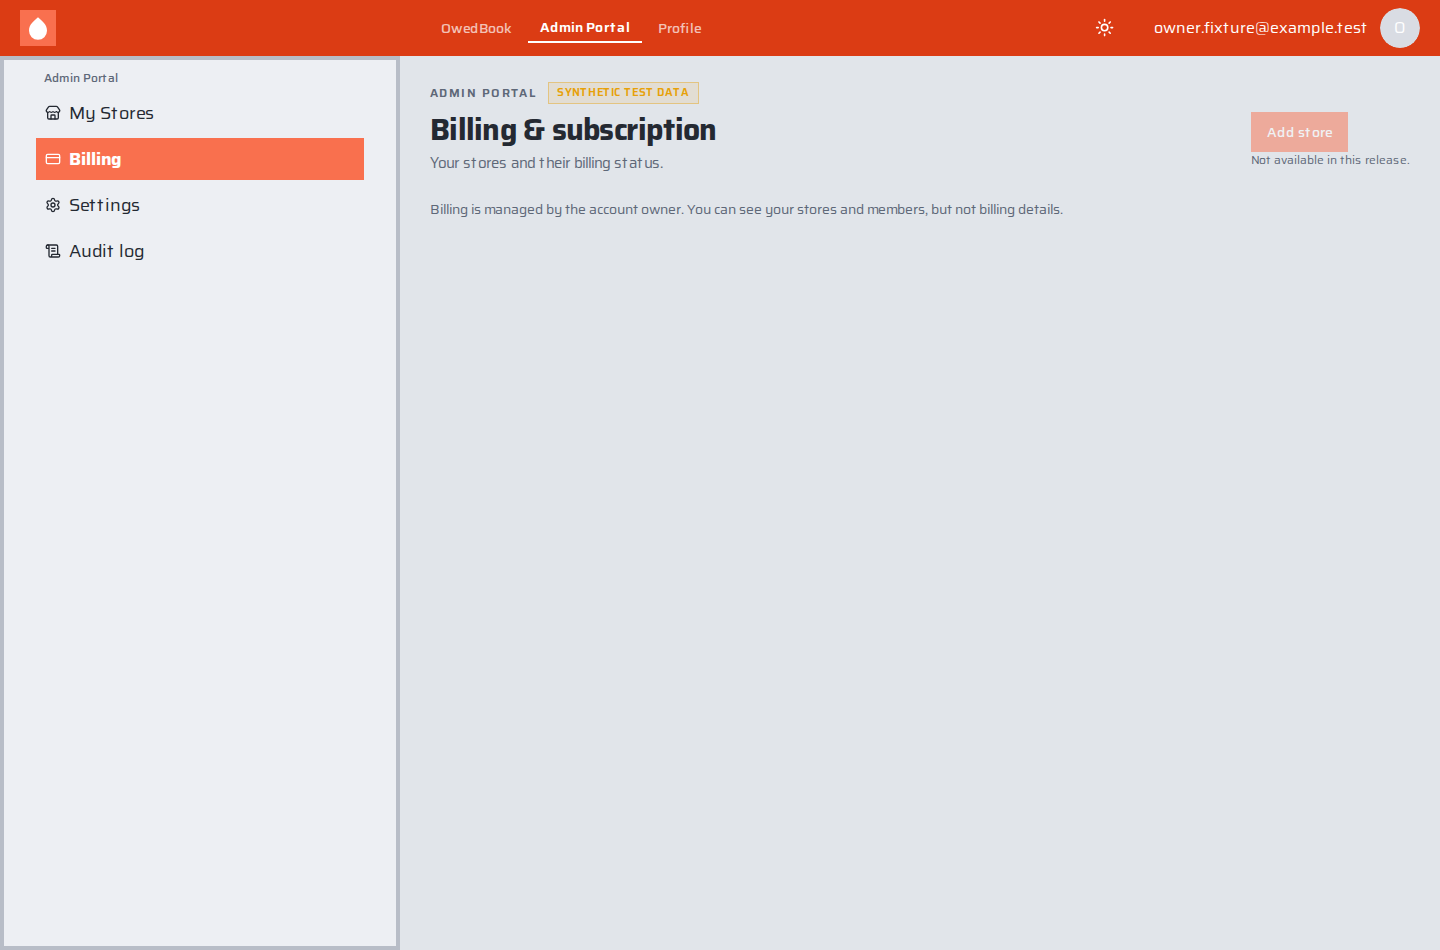 OwedBook
Admin Portal
Profile
owner.fixture@example.test
O
Admin Portal
My Stores
Billing
Settings
Audit log
ADMIN PORTAL
SYNTHETIC TEST DATA
Billing & subscription
Your stores and their billing status.
Add store
Not available in this release.
Billing is managed by the account owner. You can see your stores and members, but not billing details.